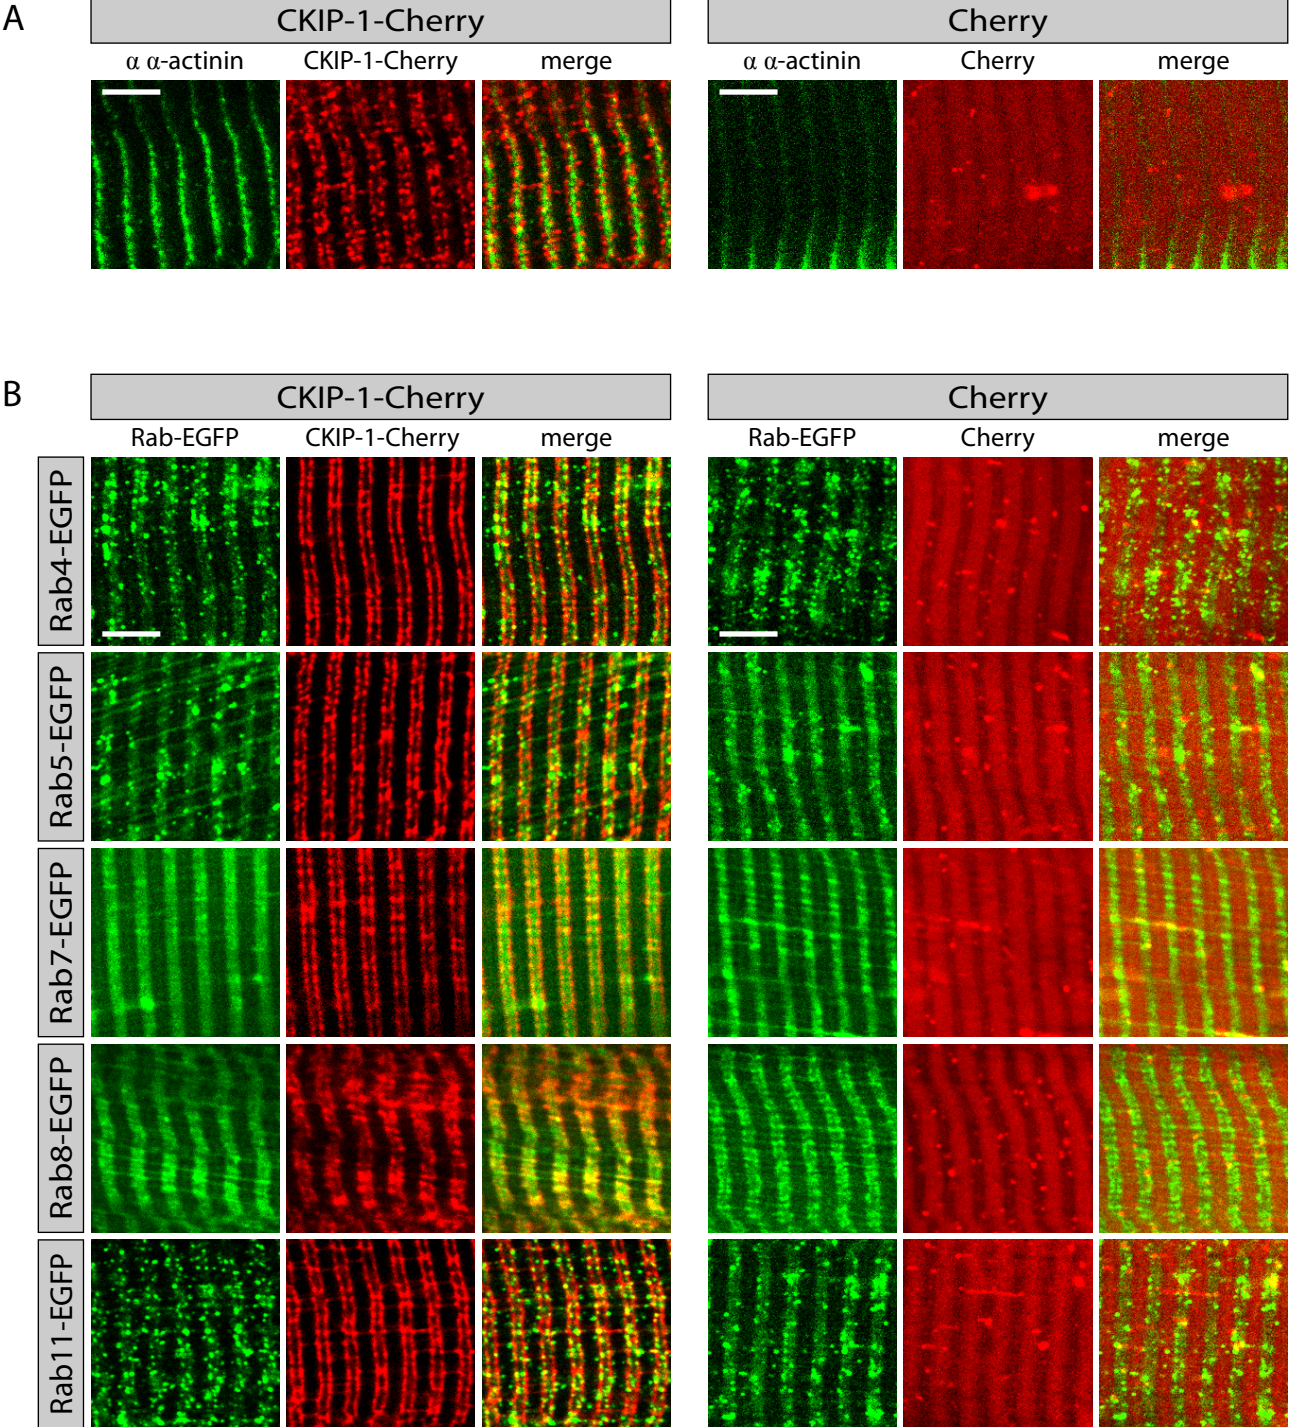 A
CKIP-1-Cherry
Cherry
α α-actinin CKIP-1-Cherry merge
α α-actinin Cherry merge
B
CKIP-1-Cherry
Cherry
Rab-EGFP CKIP-1-Cherry merge
Rab-EGFP Cherry merge
Rab4-EGFP
Rab5-EGFP
Rab7-EGFP
Rab8-EGFP
Rab11-EGFP